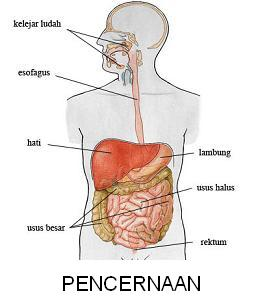 kelejar ludah
esofagus
hati
lambung
usus halus
usus besar
rektum
PENCERNAAN